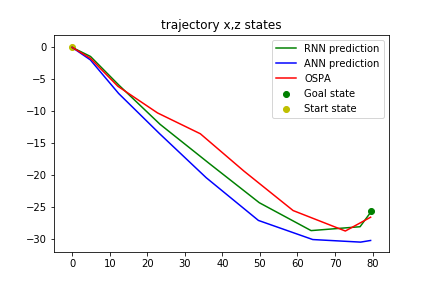 trajectory x,z states
RNN prediction
ANN prediction
OSPA
Goal state
Start state
0
−5
−10
−15
−20
−25
−30
0 10 20 30 40 50 60 70 80